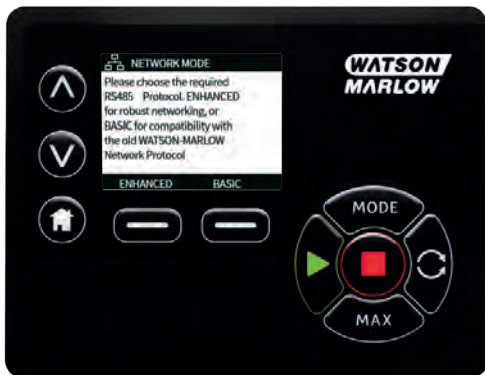 NETWORK MODE
Please choose the required
RS485 Protocol. ENHANCED
for robust networking, or
BASIC for compatibility with
the old WATSON-MARLOW
Network Protocol
ENHANCED BASIC
WATSON
MARLOW
MODE
MAX